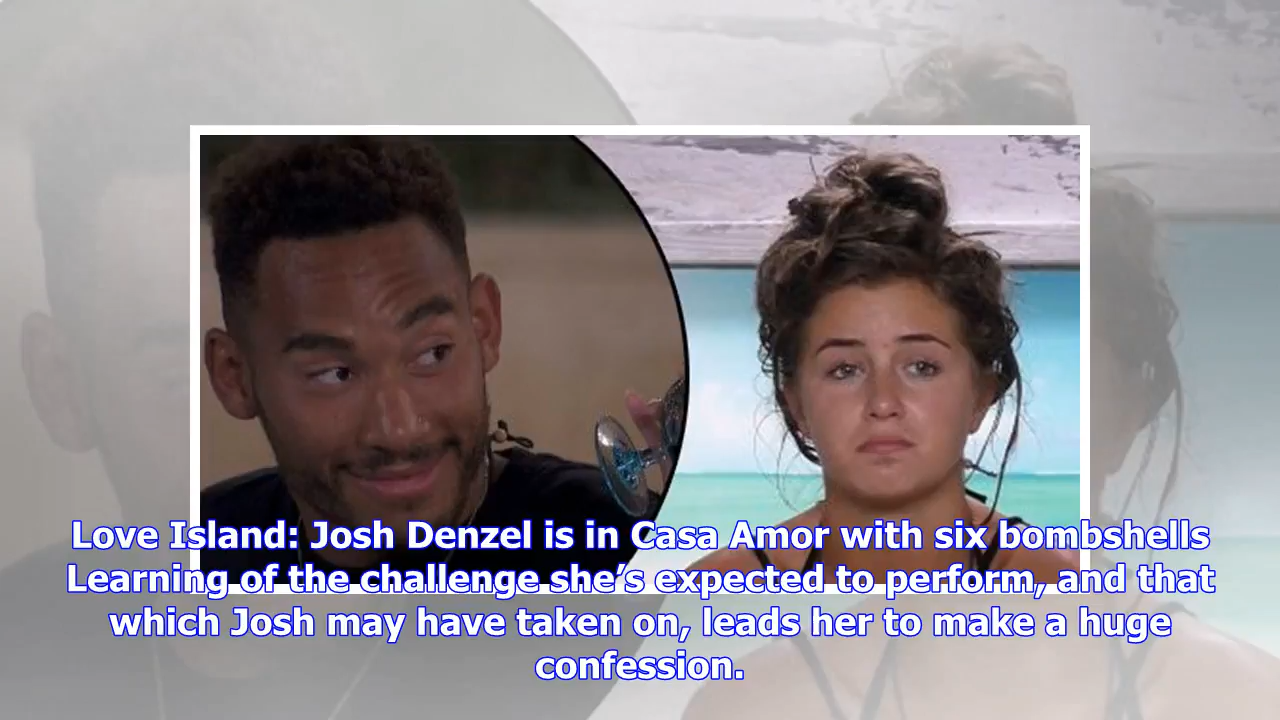 Love Island: Josh Denzel is in Casa Amor with six bombshells
Learning of the challenge she’s expected to perform, and that
which Josh may have taken on, leads her to make a huge
confession.